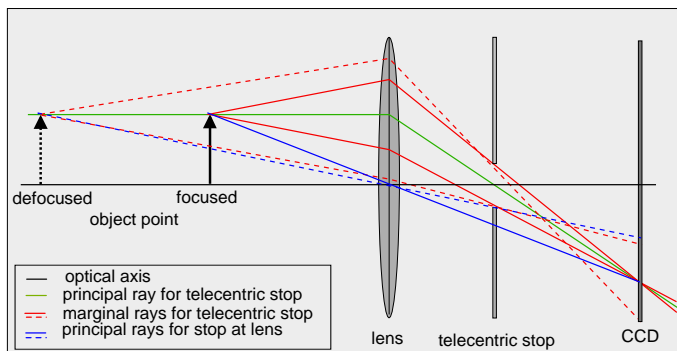 defocused
focused
object point
optical axis
principal ray for telecentric stop
marginal rays for telecentric stop
principal rays for stop at lens
lens
telecentric stop
CCD